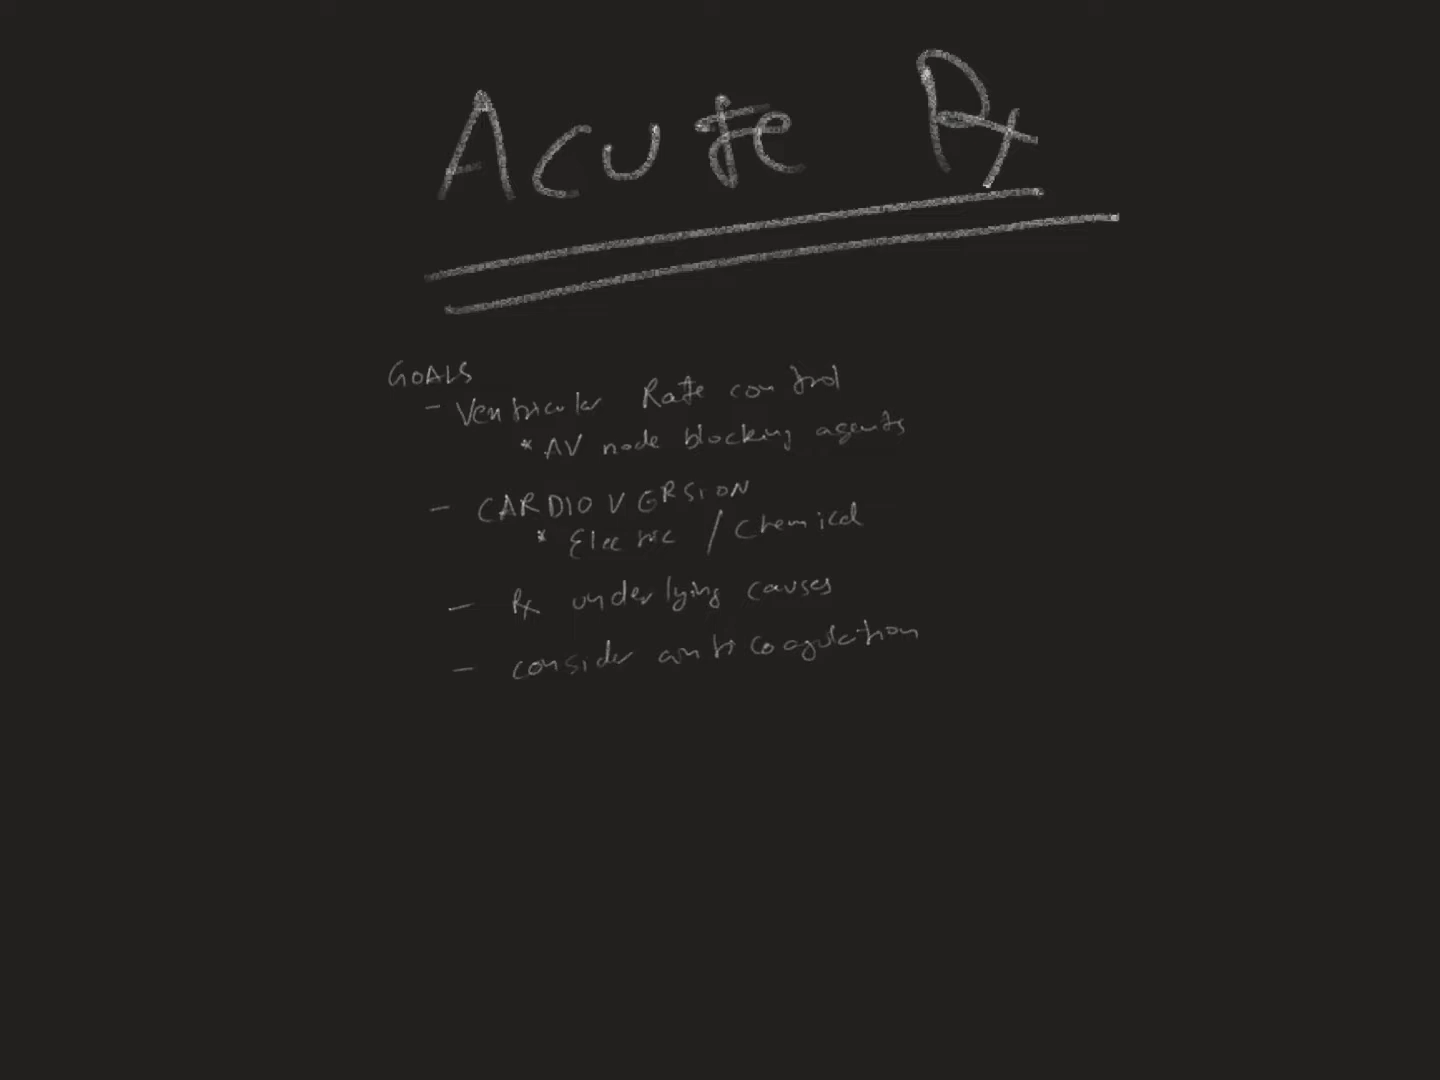 Acute Rx
GOALS
- Ventricular Rate control
* AV node blocking agents
- CARDIOVERSION
* Electric / Chemical
- Rx underlying causes
- consider anticoagulation